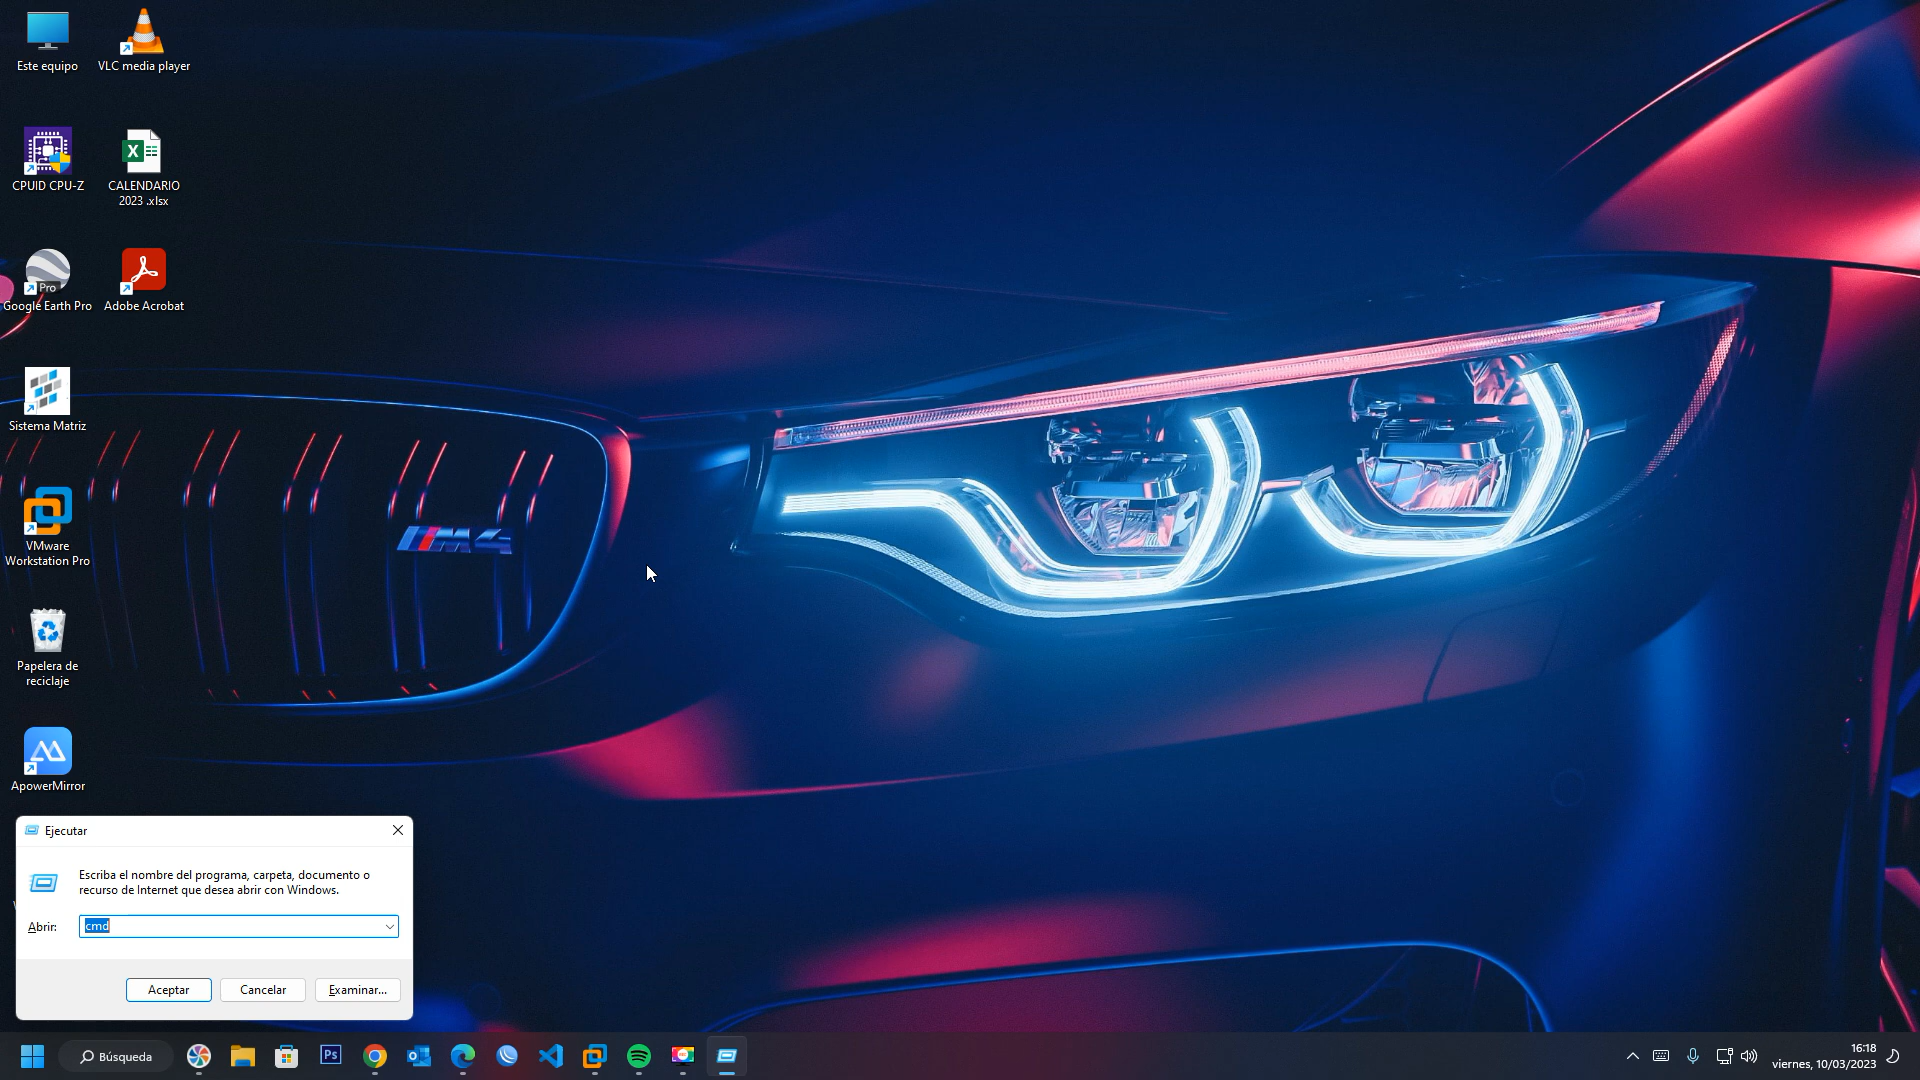 Este equipo
VLC media player
CPUID CPU-Z
CALENDARIO
2023 .xlsx
Pro
Google Earth Pro
Adobe Acrobat
Sistema Matriz
VMware
Workstation Pro
Papelera de
reciclaje
ApowerMirror
M4
Ejecutar
Escriba el nombre del programa, carpeta, documento o
recurso de Internet que desea abrir con Windows.
Abrir:
cmd
Aceptar
Cancelar
Examinar...
Búsqueda
Ps
16:18
viernes, 10/03/2023